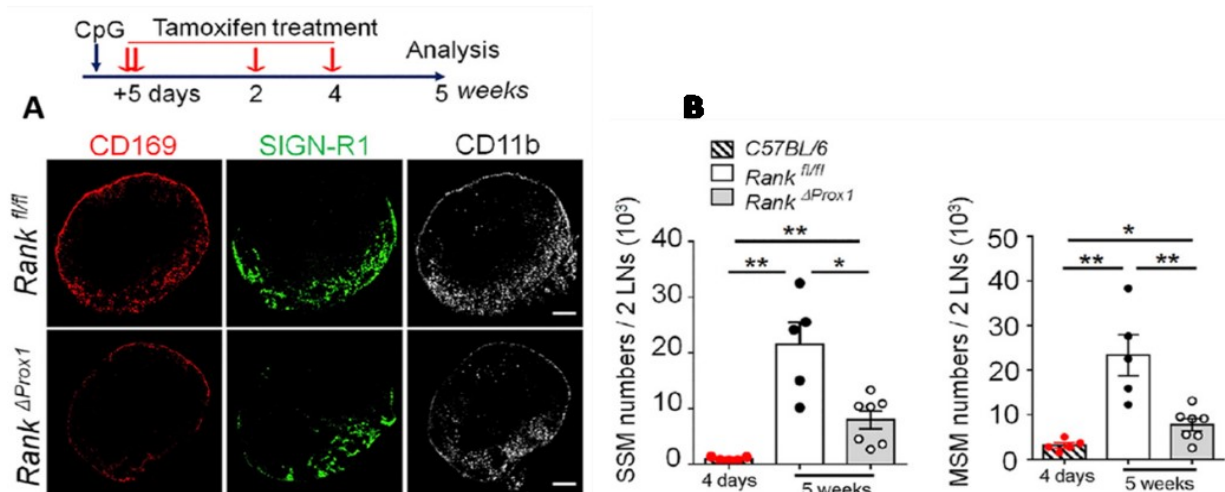 CpG Tamoxifen treatment
Analysis
+5 days 2 4 5 weeks
A
CD169 SIGN-R1 CD11b
Rank fl/fl
Rank ΔProx1
B
C57BL/6
Rank fl/fl
Rank ΔProx1
SSM numbers / 2 LNs (10³)
40
30
20
10
0
**
** *
4 days 5 weeks
MSM numbers / 2 LNs (10³)
50
40
30
20
10
0
*
** **
4 days 5 weeks